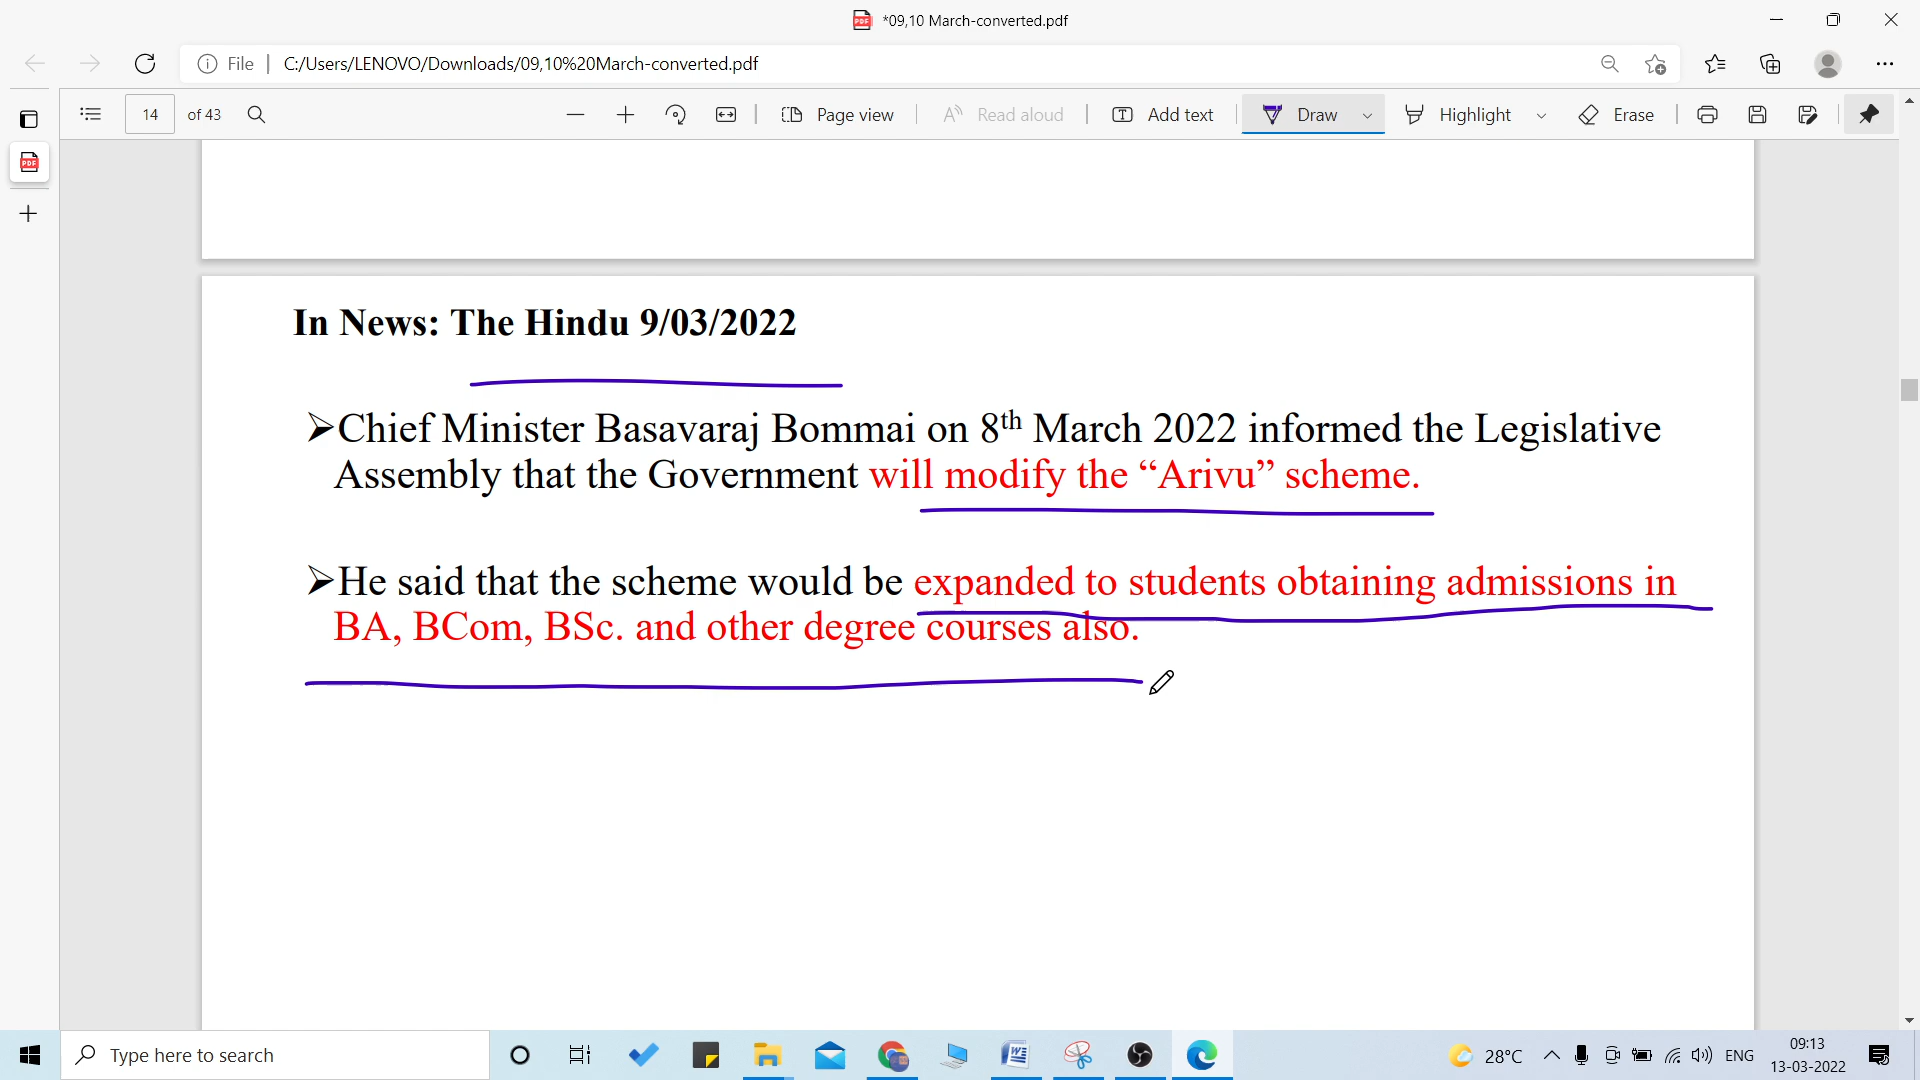 *09,10 March-converted.pdf
File | C:/Users/LENOVO/Downloads/09,10%20March-converted.pdf
14 of 43 Page view Read aloud Add text Draw Highlight Erase
In News: The Hindu 9/03/2022
➢Chief Minister Basavaraj Bommai on 8th March 2022 informed the Legislative
Assembly that the Government will modify the “Arivu” scheme.
➢He said that the scheme would be expanded to students obtaining admissions in
BA, BCom, BSc. and other degree courses also.
Type here to search 28°C ENG 09:13
13-03-2022